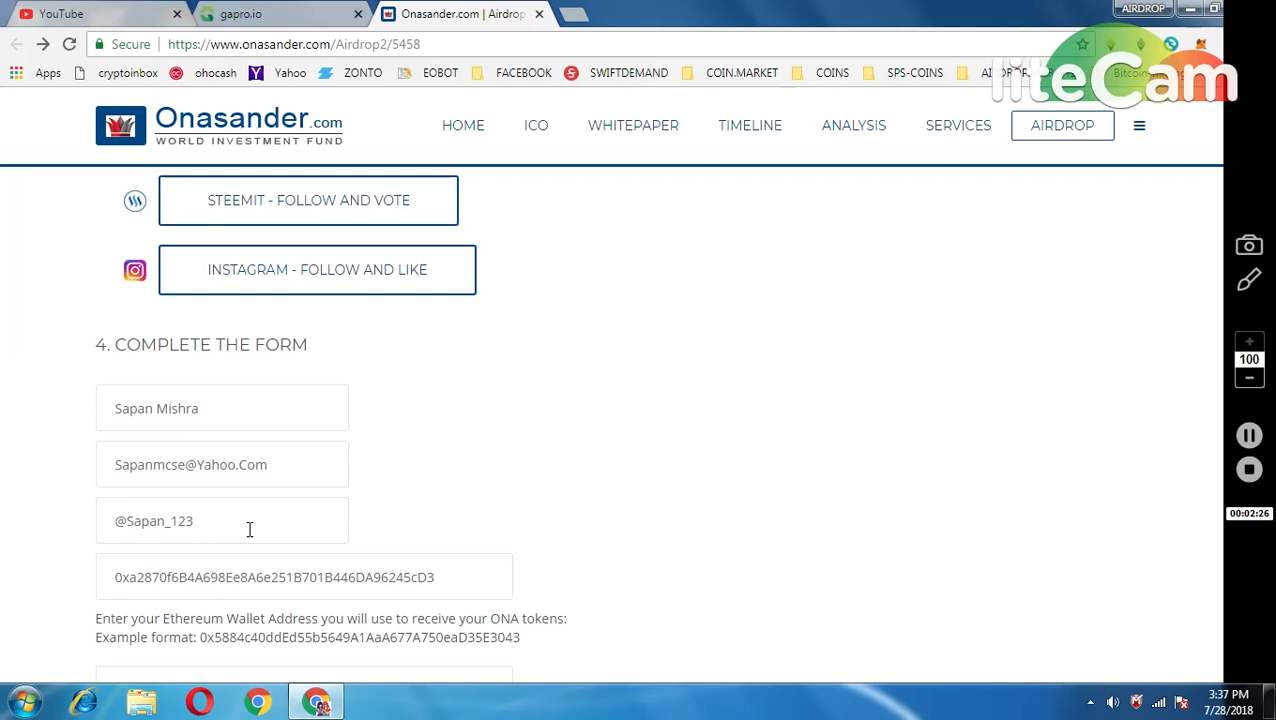 YouTube
gapro.io
Onasander.com | Airdrop
AIRDROP
Secure
https://www.onasander.com/Airdrop2/5458
Apps
cryptoinbox
ohocash
Yahoo
ZONTO
EOBOT
FACEBOOK
SWIFTDEMAND
COIN.MARKET
COINS
SPS-COINS
liteCam
Onasander.com
WORLD INVESTMENT FUND
HOME
ICO
WHITEPAPER
TIMELINE
ANALYSIS
SERVICES
AIRDROP
STEEMIT - FOLLOW AND VOTE
INSTAGRAM - FOLLOW AND LIKE
4. COMPLETE THE FORM
Sapan Mishra
Sapanmcse@Yahoo.Com
@Sapan_123
0xa2870f6B4A698Ee8A6e251B701B446DA96245cD3
Enter your Ethereum Wallet Address you will use to receive your ONA tokens:
Example format: 0x5884c40ddEd55b5649A1AaA677A750eaD35E3043
100
00:02:26
3:37 PM
7/28/2018